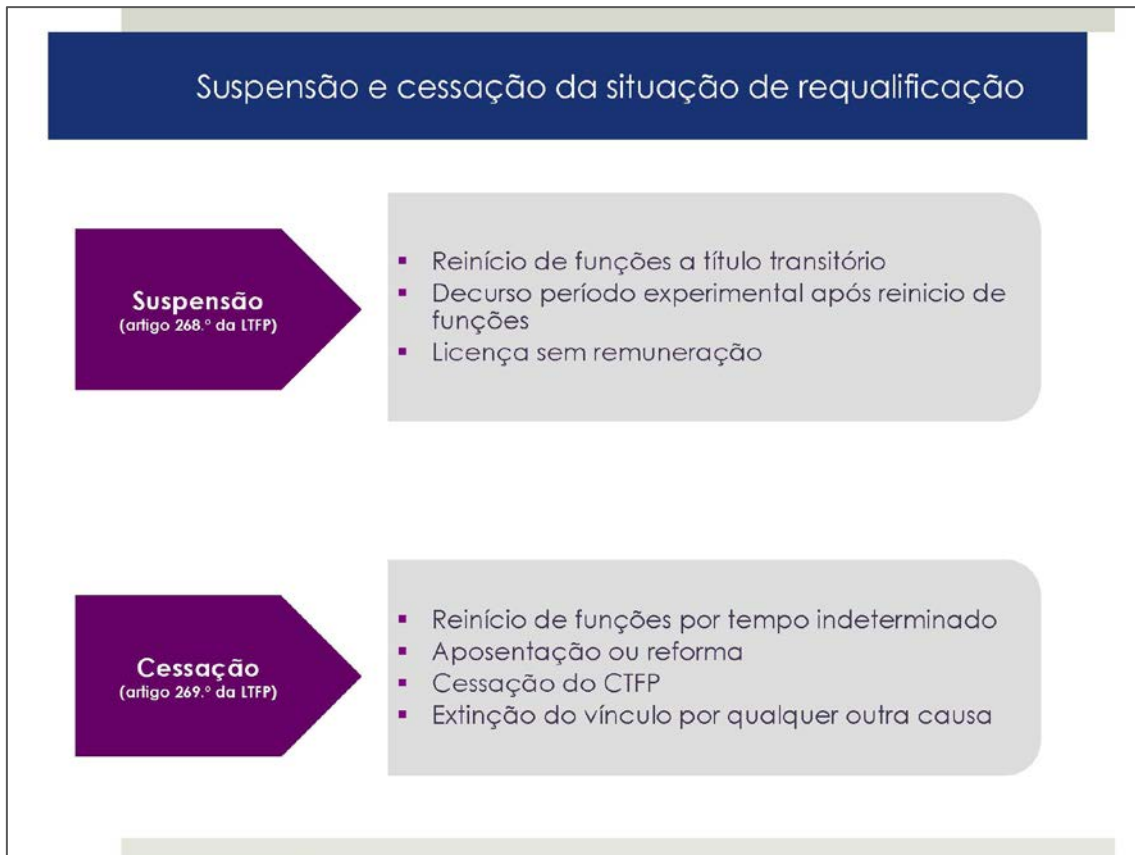 Suspensão e cessação da situação de requalificação
Suspensão
(artigo 268.º da LTFP)
▪ Reinício de funções a título transitório
▪ Decurso período experimental após reinicio de
funções
▪ Licença sem remuneração
Cessação
(artigo 269.º da LTFP)
▪ Reinício de funções por tempo indeterminado
▪ Aposentação ou reforma
▪ Cessação do CTFP
▪ Extinção do vínculo por qualquer outra causa